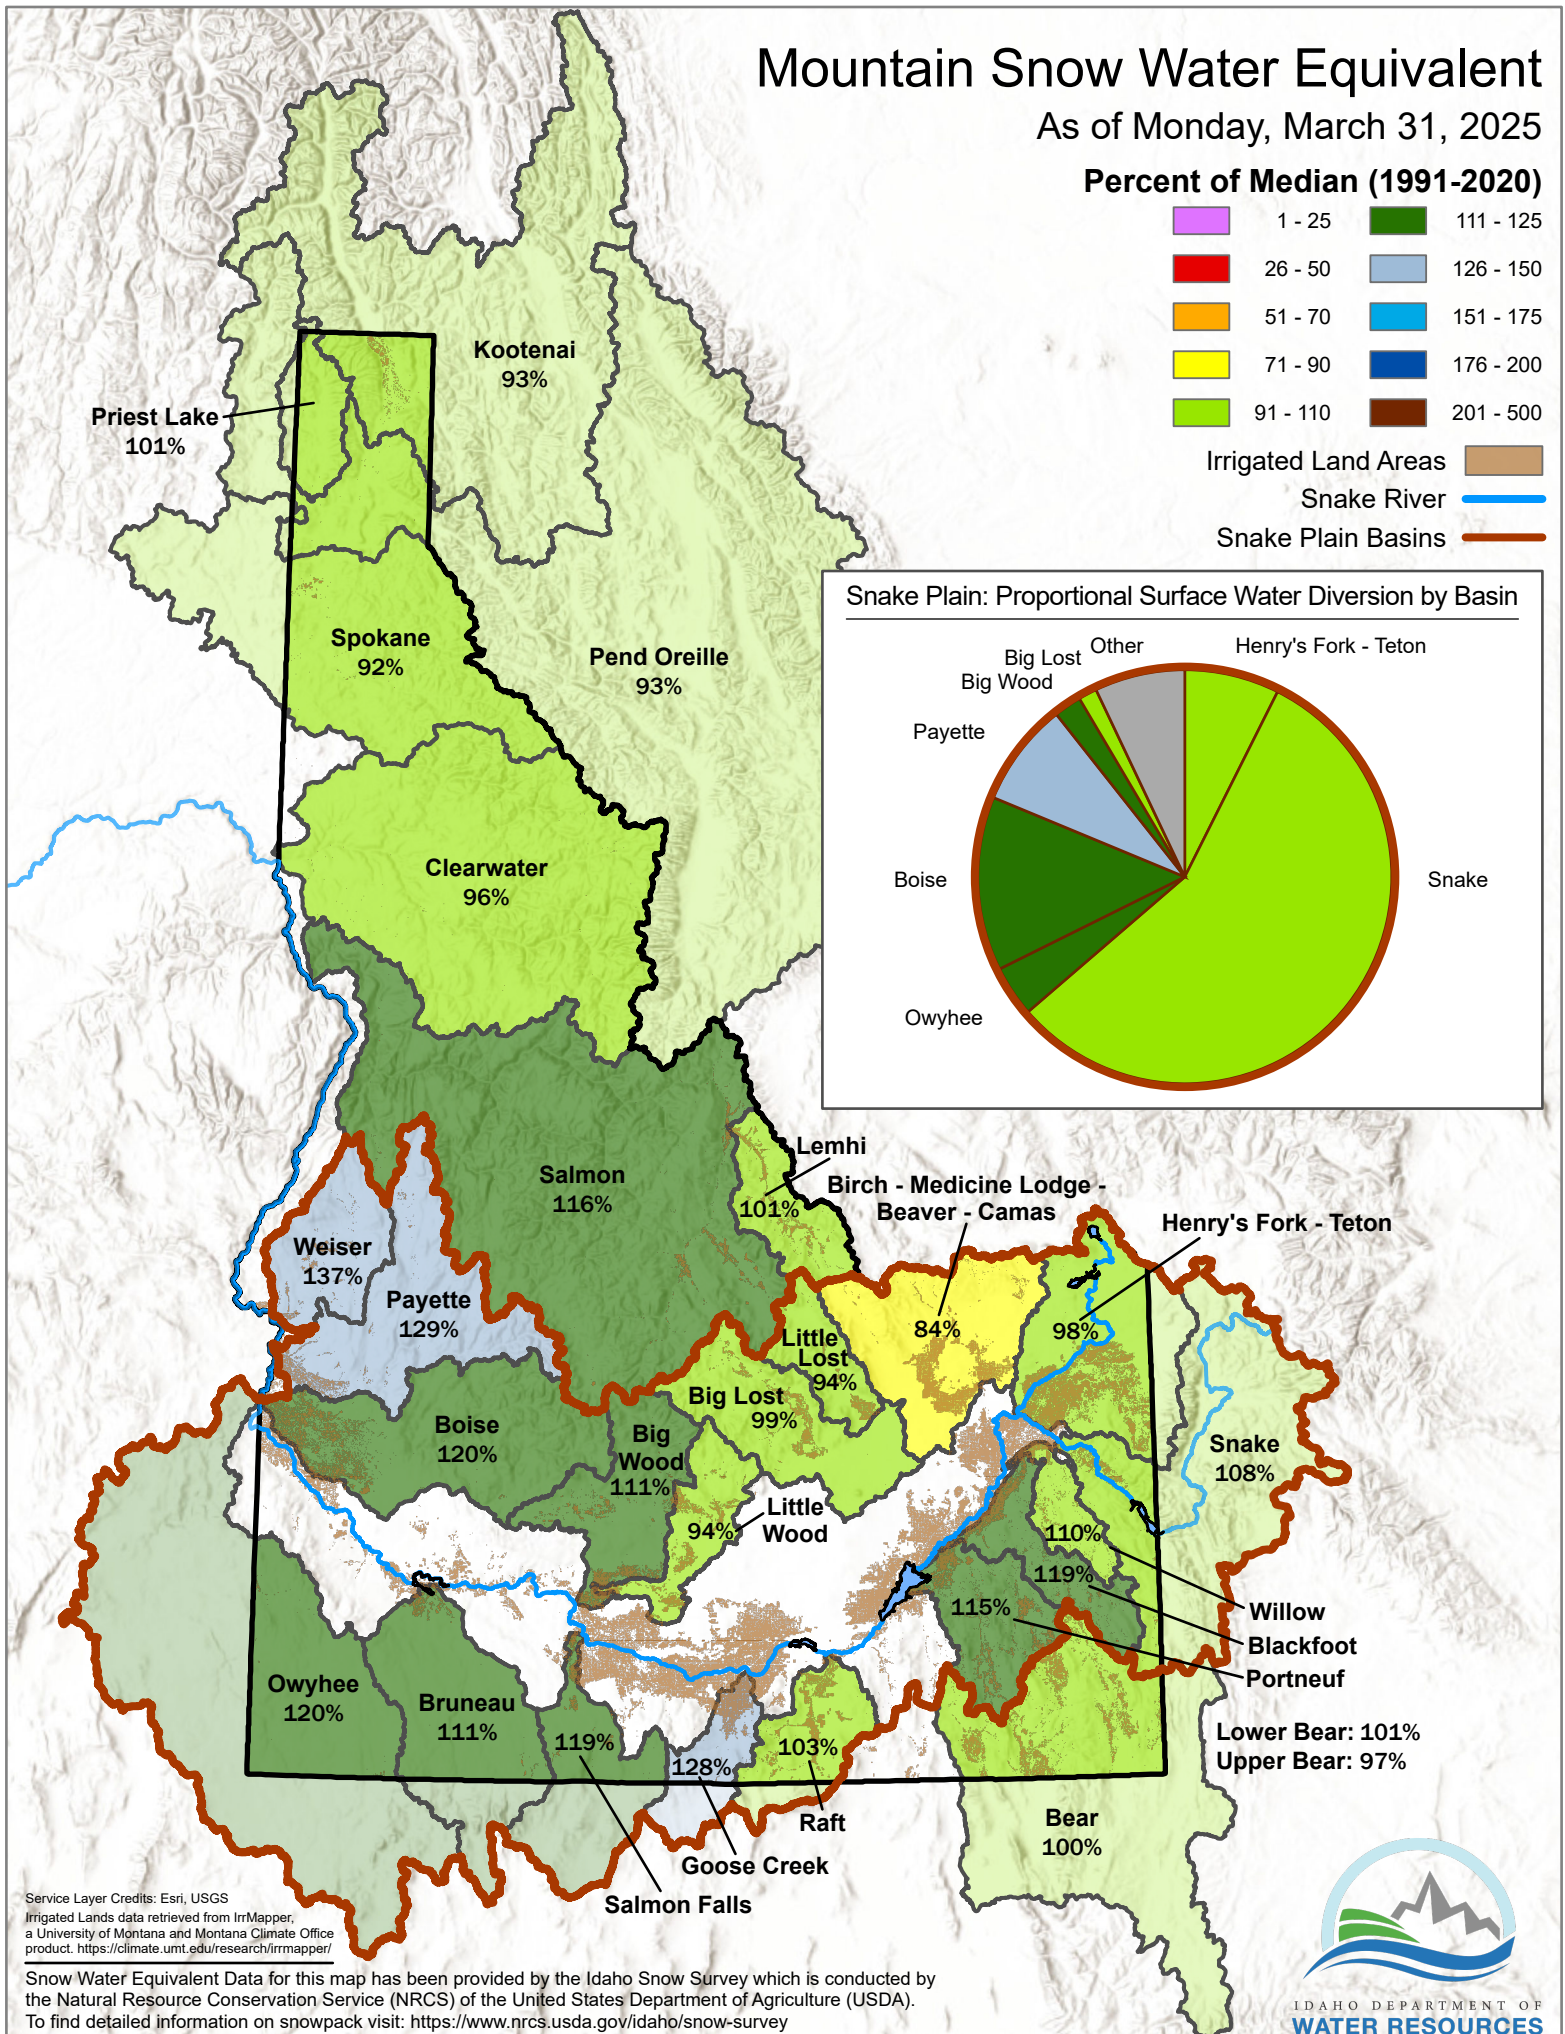 Mountain Snow Water Equivalent
As of Monday, March 31, 2025
Percent of Median (1991-2020)
1 - 25
111 - 125
26 - 50
126 - 150
51 - 70
151 - 175
71 - 90
176 - 200
91 - 110
201 - 500
Irrigated Land Areas
Snake River
Snake Plain Basins
Kootenai
93%
Priest Lake
101%
Spokane
92%
Pend Oreille
93%
Clearwater
96%
Snake Plain: Proportional Surface Water Diversion by Basin
Other
Henry's Fork - Teton
Big Lost
Big Wood
Payette
Boise
Snake
Owyhee
Lemhi
101%
Salmon
116%
Birch - Medicine Lodge -
Beaver - Camas
84%
Henry's Fork - Teton
98%
Weiser
137%
Payette
129%
Little
Lost
94%
Big Lost
99%
Boise
120%
Big
Wood
111%
Snake
108%
Little
Wood
94%
110%
119%
115%
Willow
Blackfoot
Portneuf
Owyhee
120%
Bruneau
111%
119%
128%
103%
Lower Bear: 101%
Upper Bear: 97%
Raft
Bear
100%
Goose Creek
Salmon Falls
Service Layer Credits: Esri, USGS
Irrigated Lands data retrieved from IrrMapper,
a University of Montana and Montana Climate Office
product. https://climate.umt.edu/research/irrmapper/
Snow Water Equivalent Data for this map has been provided by the Idaho Snow Survey which is conducted by
the Natural Resource Conservation Service (NRCS) of the United States Department of Agriculture (USDA).
To find detailed information on snowpack visit: https://www.nrcs.usda.gov/idaho/snow-survey
IDAHO DEPARTMENT OF
WATER RESOURCES